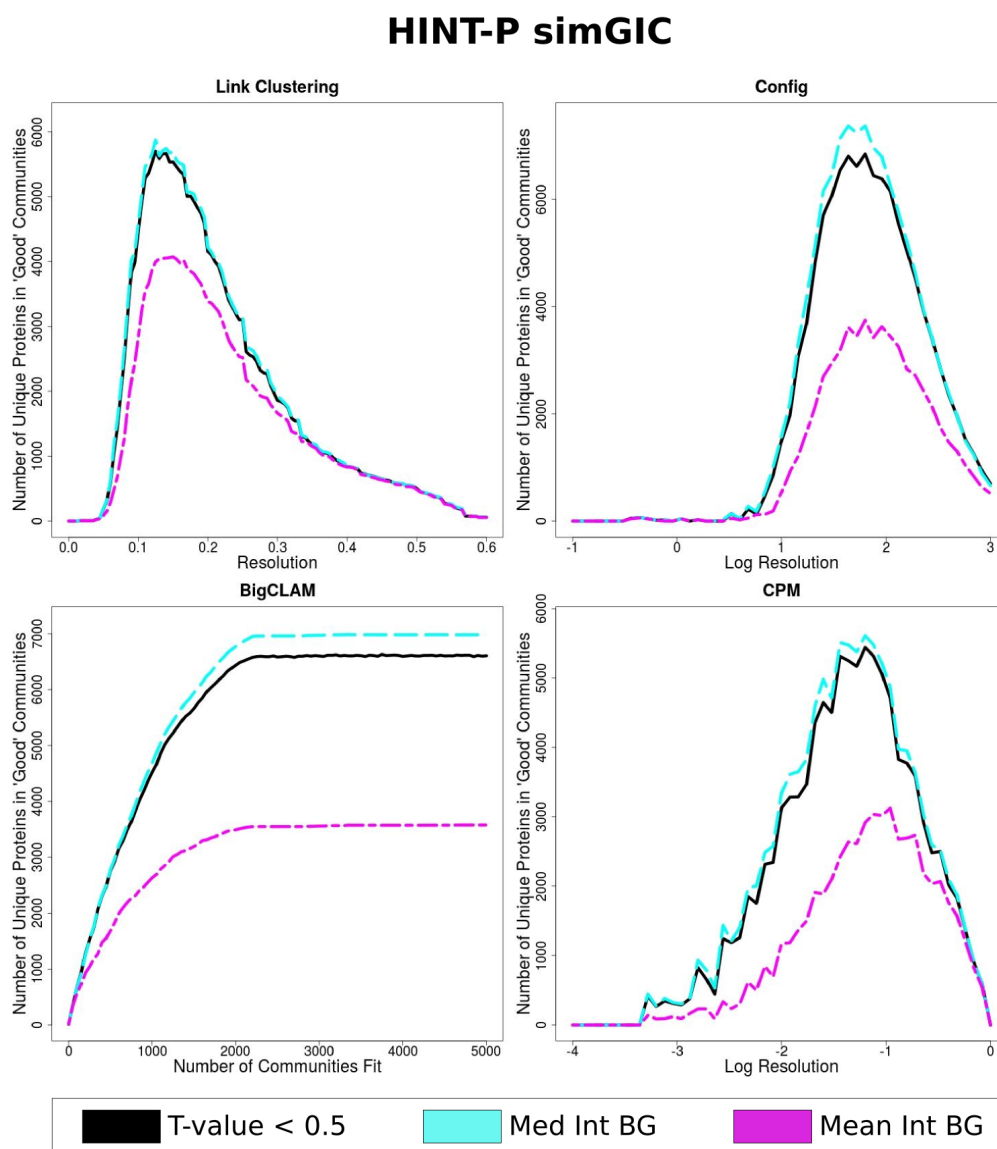 HINT-P simGIC
Link Clustering
Number of Unique Proteins in 'Good' Communities
0 1000 2000 3000 4000 5000 6000
0.0 0.1 0.2 0.3 0.4 0.5 0.6
Resolution
Config
Number of Unique Proteins in 'Good' Communities
0 2000 4000 6000
-1 0 1 2 3
Log Resolution
BigCLAM
Number of Unique Proteins in 'Good' Communities
0 1000 2000 3000 4000 5000 6000 7000
0 1000 2000 3000 4000 5000
Number of Communities Fit
CPM
Number of Unique Proteins in 'Good' Communities
0 1000 2000 3000 4000 5000 6000
-4 -3 -2 -1 0
Log Resolution
T-value < 0.5 Med Int BG Mean Int BG